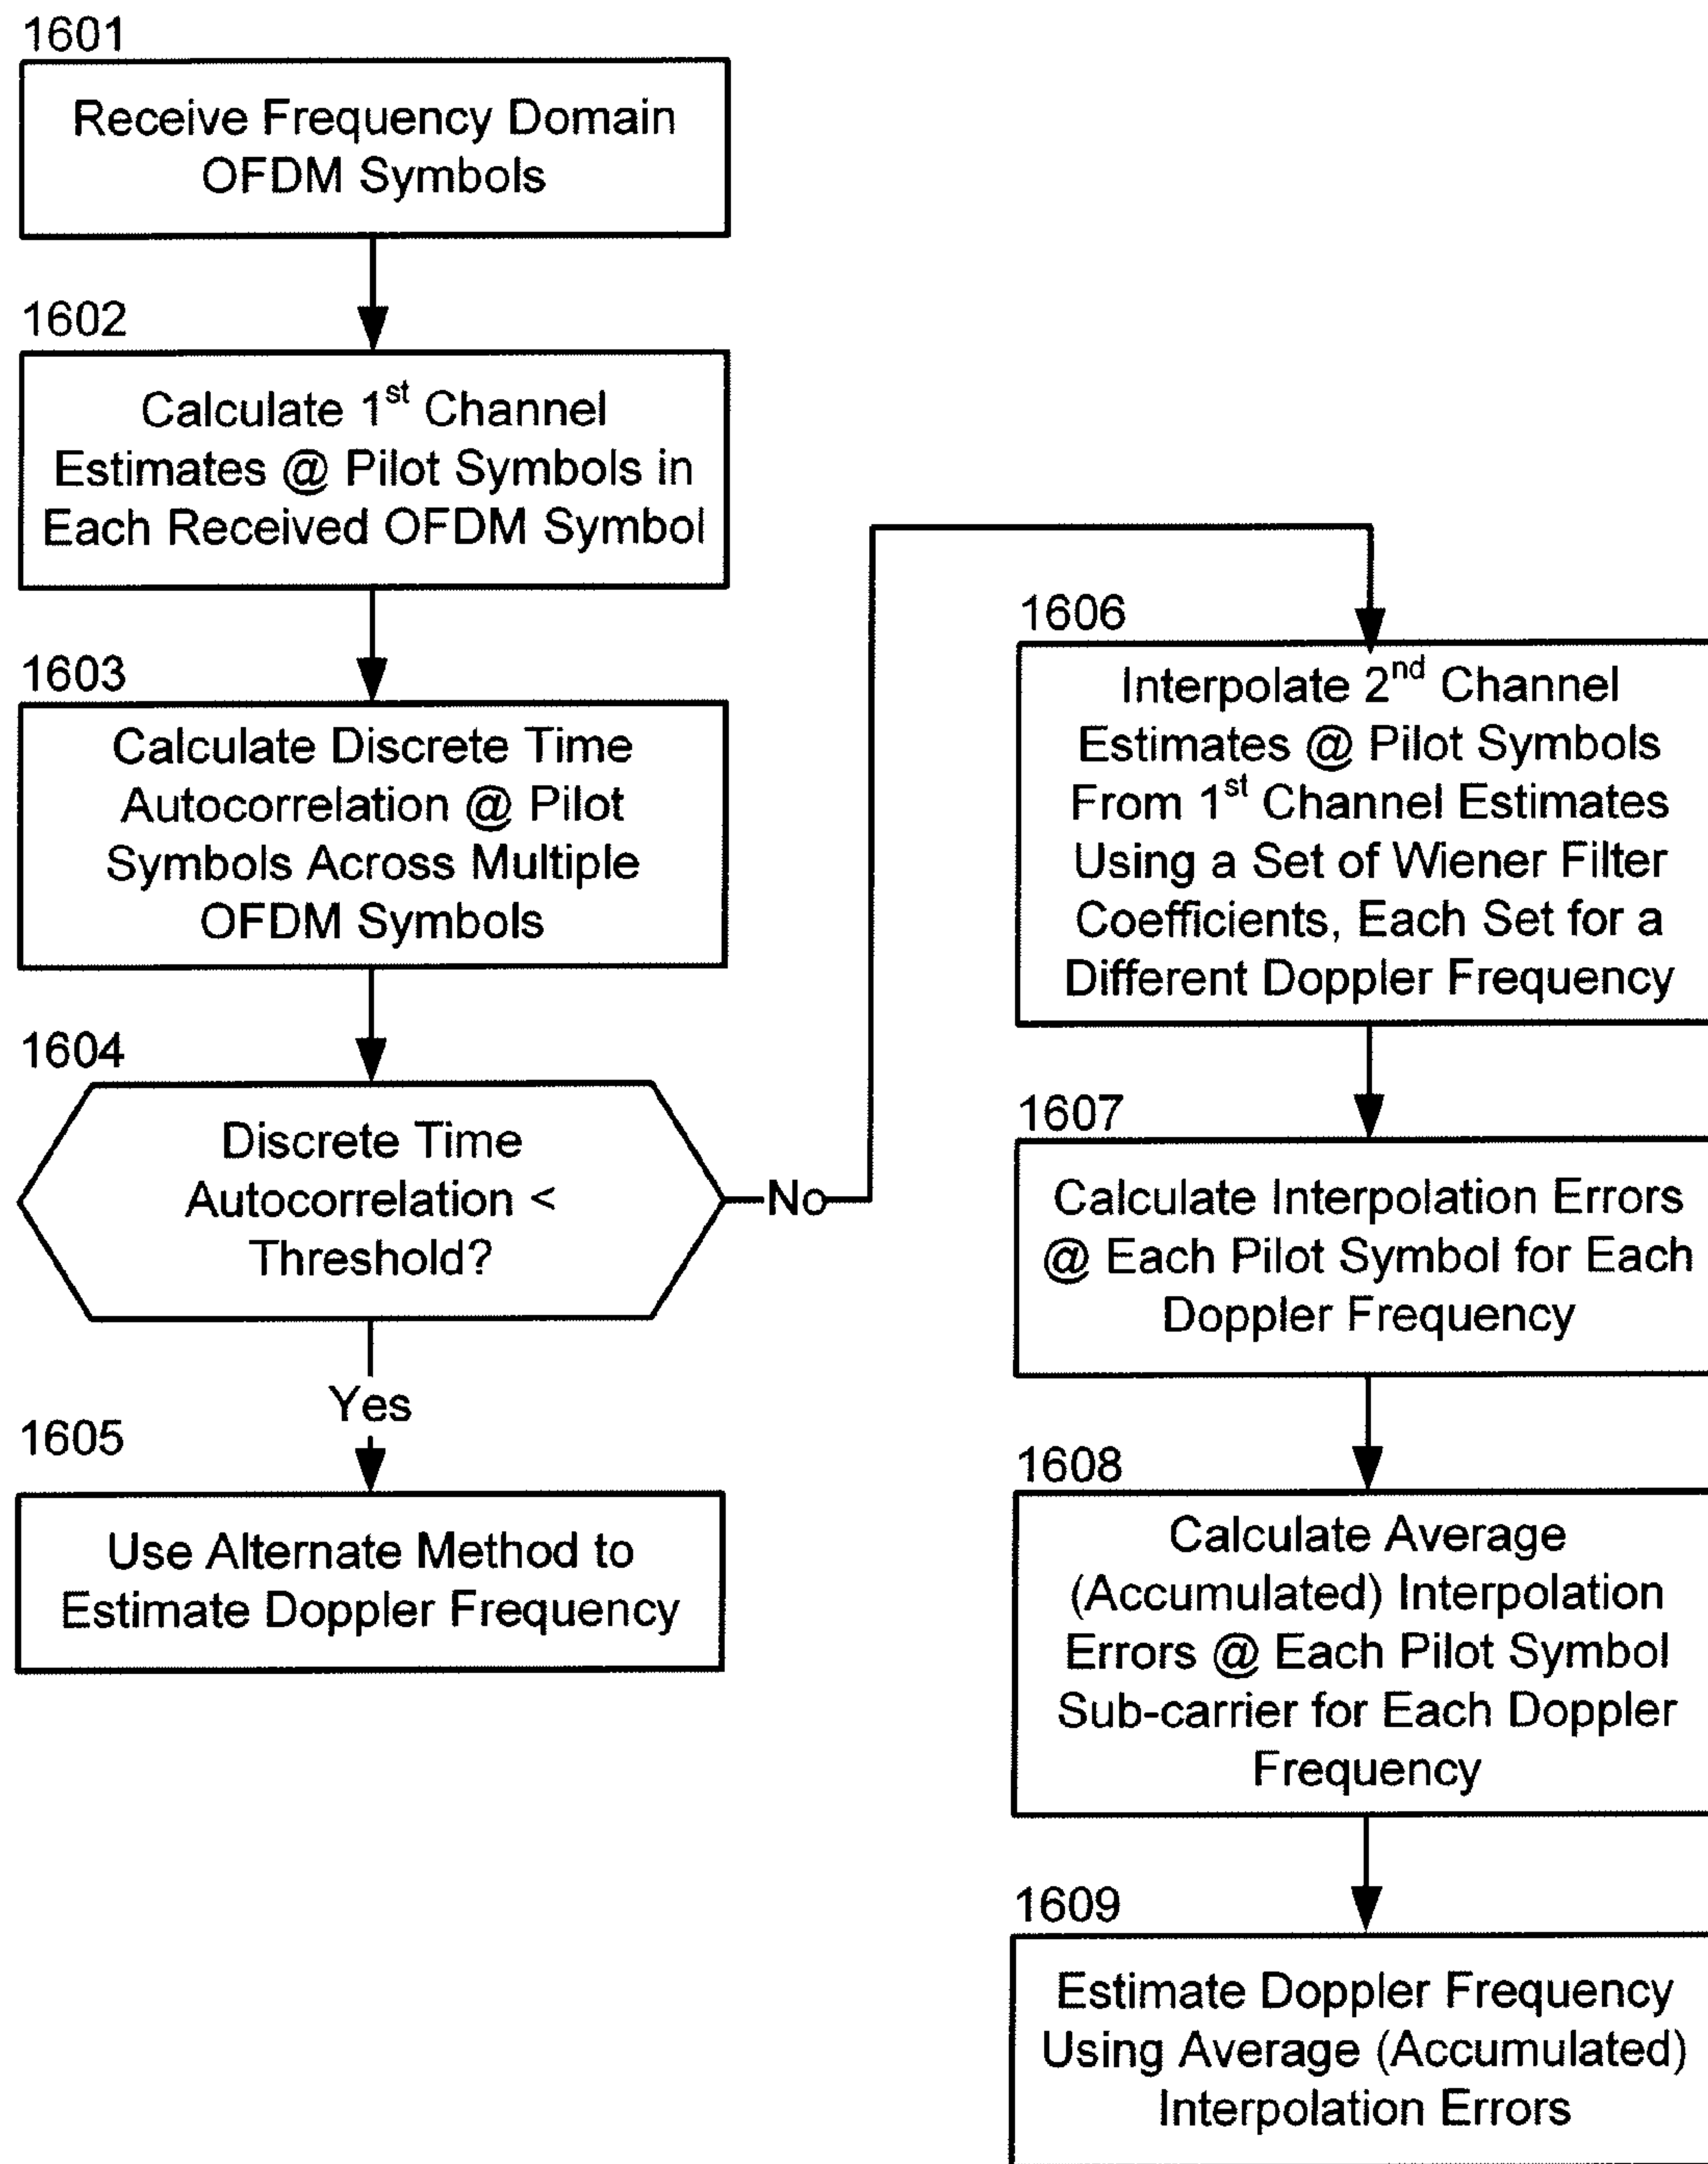 1601
Receive Frequency Domain
OFDM Symbols
1602
Calculate 1st Channel
Estimates @ Pilot Symbols in
Each Received OFDM Symbol
1603
Calculate Discrete Time
Autocorrelation @ Pilot
Symbols Across Multiple
OFDM Symbols
1604
Discrete Time
Autocorrelation <
Threshold?
No
Yes
1605
Use Alternate Method to
Estimate Doppler Frequency
1606
Interpolate 2nd Channel
Estimates @ Pilot Symbols
From 1st Channel Estimates
Using a Set of Wiener Filter
Coefficients, Each Set for a
Different Doppler Frequency
1607
Calculate Interpolation Errors
@ Each Pilot Symbol for Each
Doppler Frequency
1608
Calculate Average
(Accumulated) Interpolation
Errors @ Each Pilot Symbol
Sub-carrier for Each Doppler
Frequency
1609
Estimate Doppler Frequency
Using Average (Accumulated)
Interpolation Errors